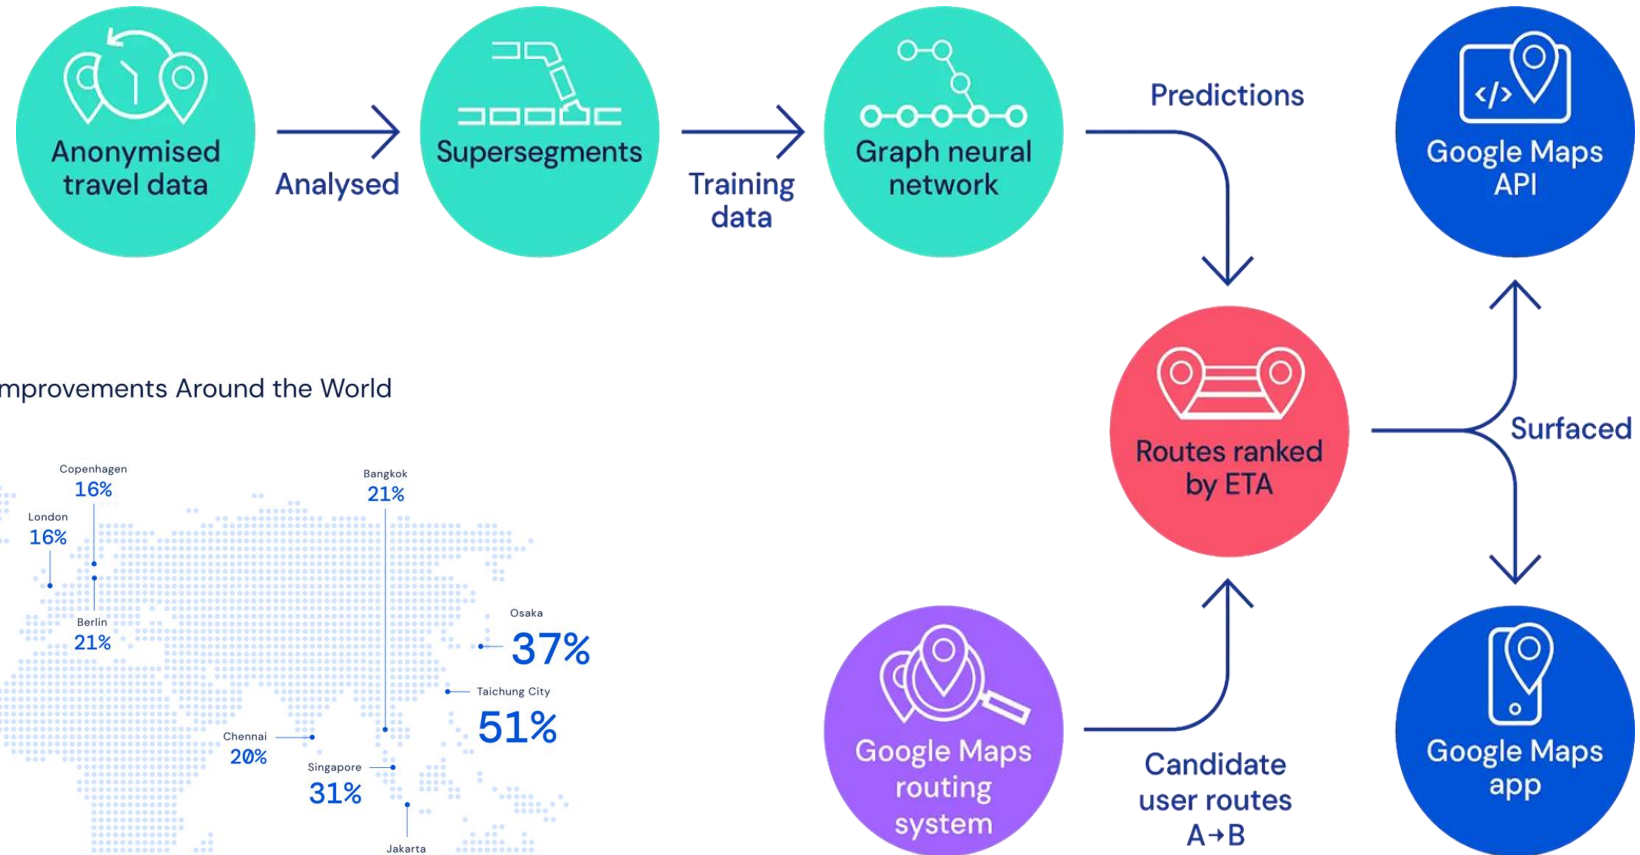 Anonymised
travel data
Analysed
Supersegments
Training
data
Graph neural
network
Predictions
</>
Google Maps
API
Routes ranked
by ETA
Surfaced
Google Maps
routing
system
Candidate
user routes
A→B
Google Maps
app
mprovements Around the World
Copenhagen
16%
London
16%
Berlin
21%
Bangkok
21%
Osaka
37%
Taichung City
51%
Chennai
20%
Singapore
31%
Jakarta